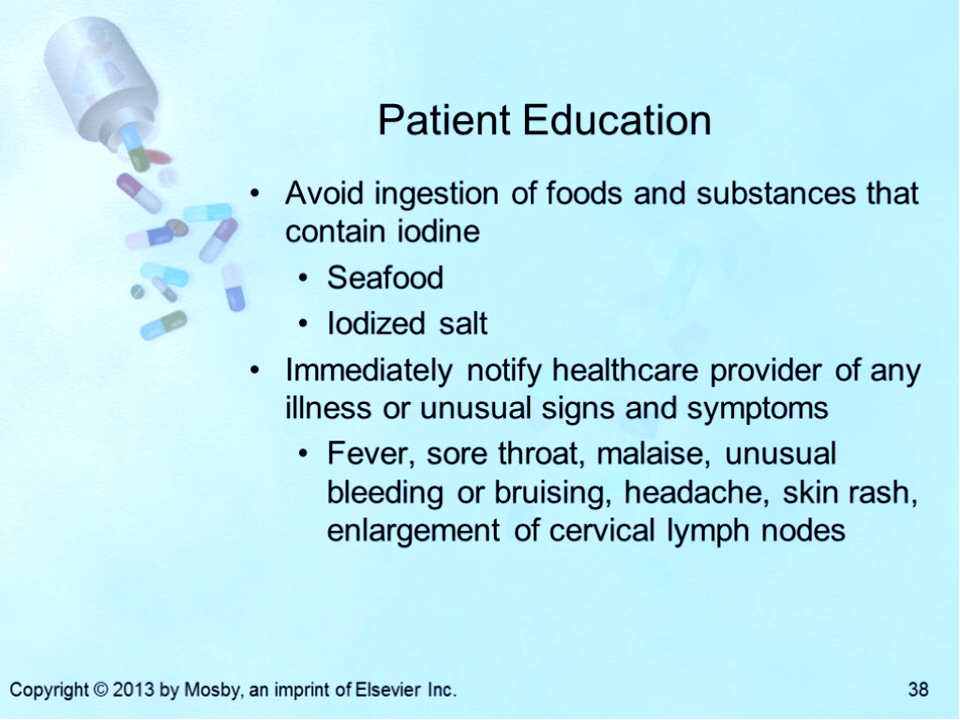 Patient Education
• Avoid ingestion of foods and substances that
contain iodine
• Seafood
• Iodized salt
• Immediately notify healthcare provider of any
illness or unusual signs and symptoms
• Fever, sore throat, malaise, unusual
bleeding or bruising, headache, skin rash,
enlargement of cervical lymph nodes
Copyright © 2013 by Mosby, an imprint of Elsevier Inc.
38